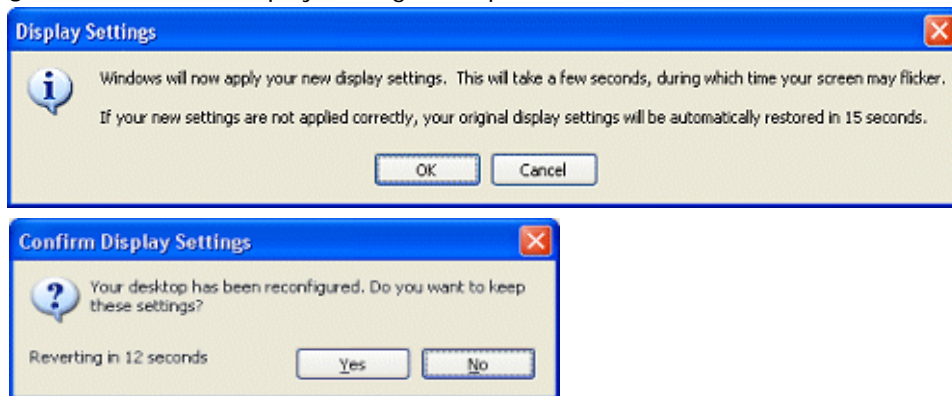 Display Settings
Windows will now apply your new display settings. This will take a few seconds, during which time your screen may flicker.
If your new settings are not applied correctly, your original display settings will be automatically restored in 15 seconds.
OK Cancel
Confirm Display Settings
Your desktop has been reconfigured. Do you want to keep
these settings?
Reverting in 12 seconds Yes No